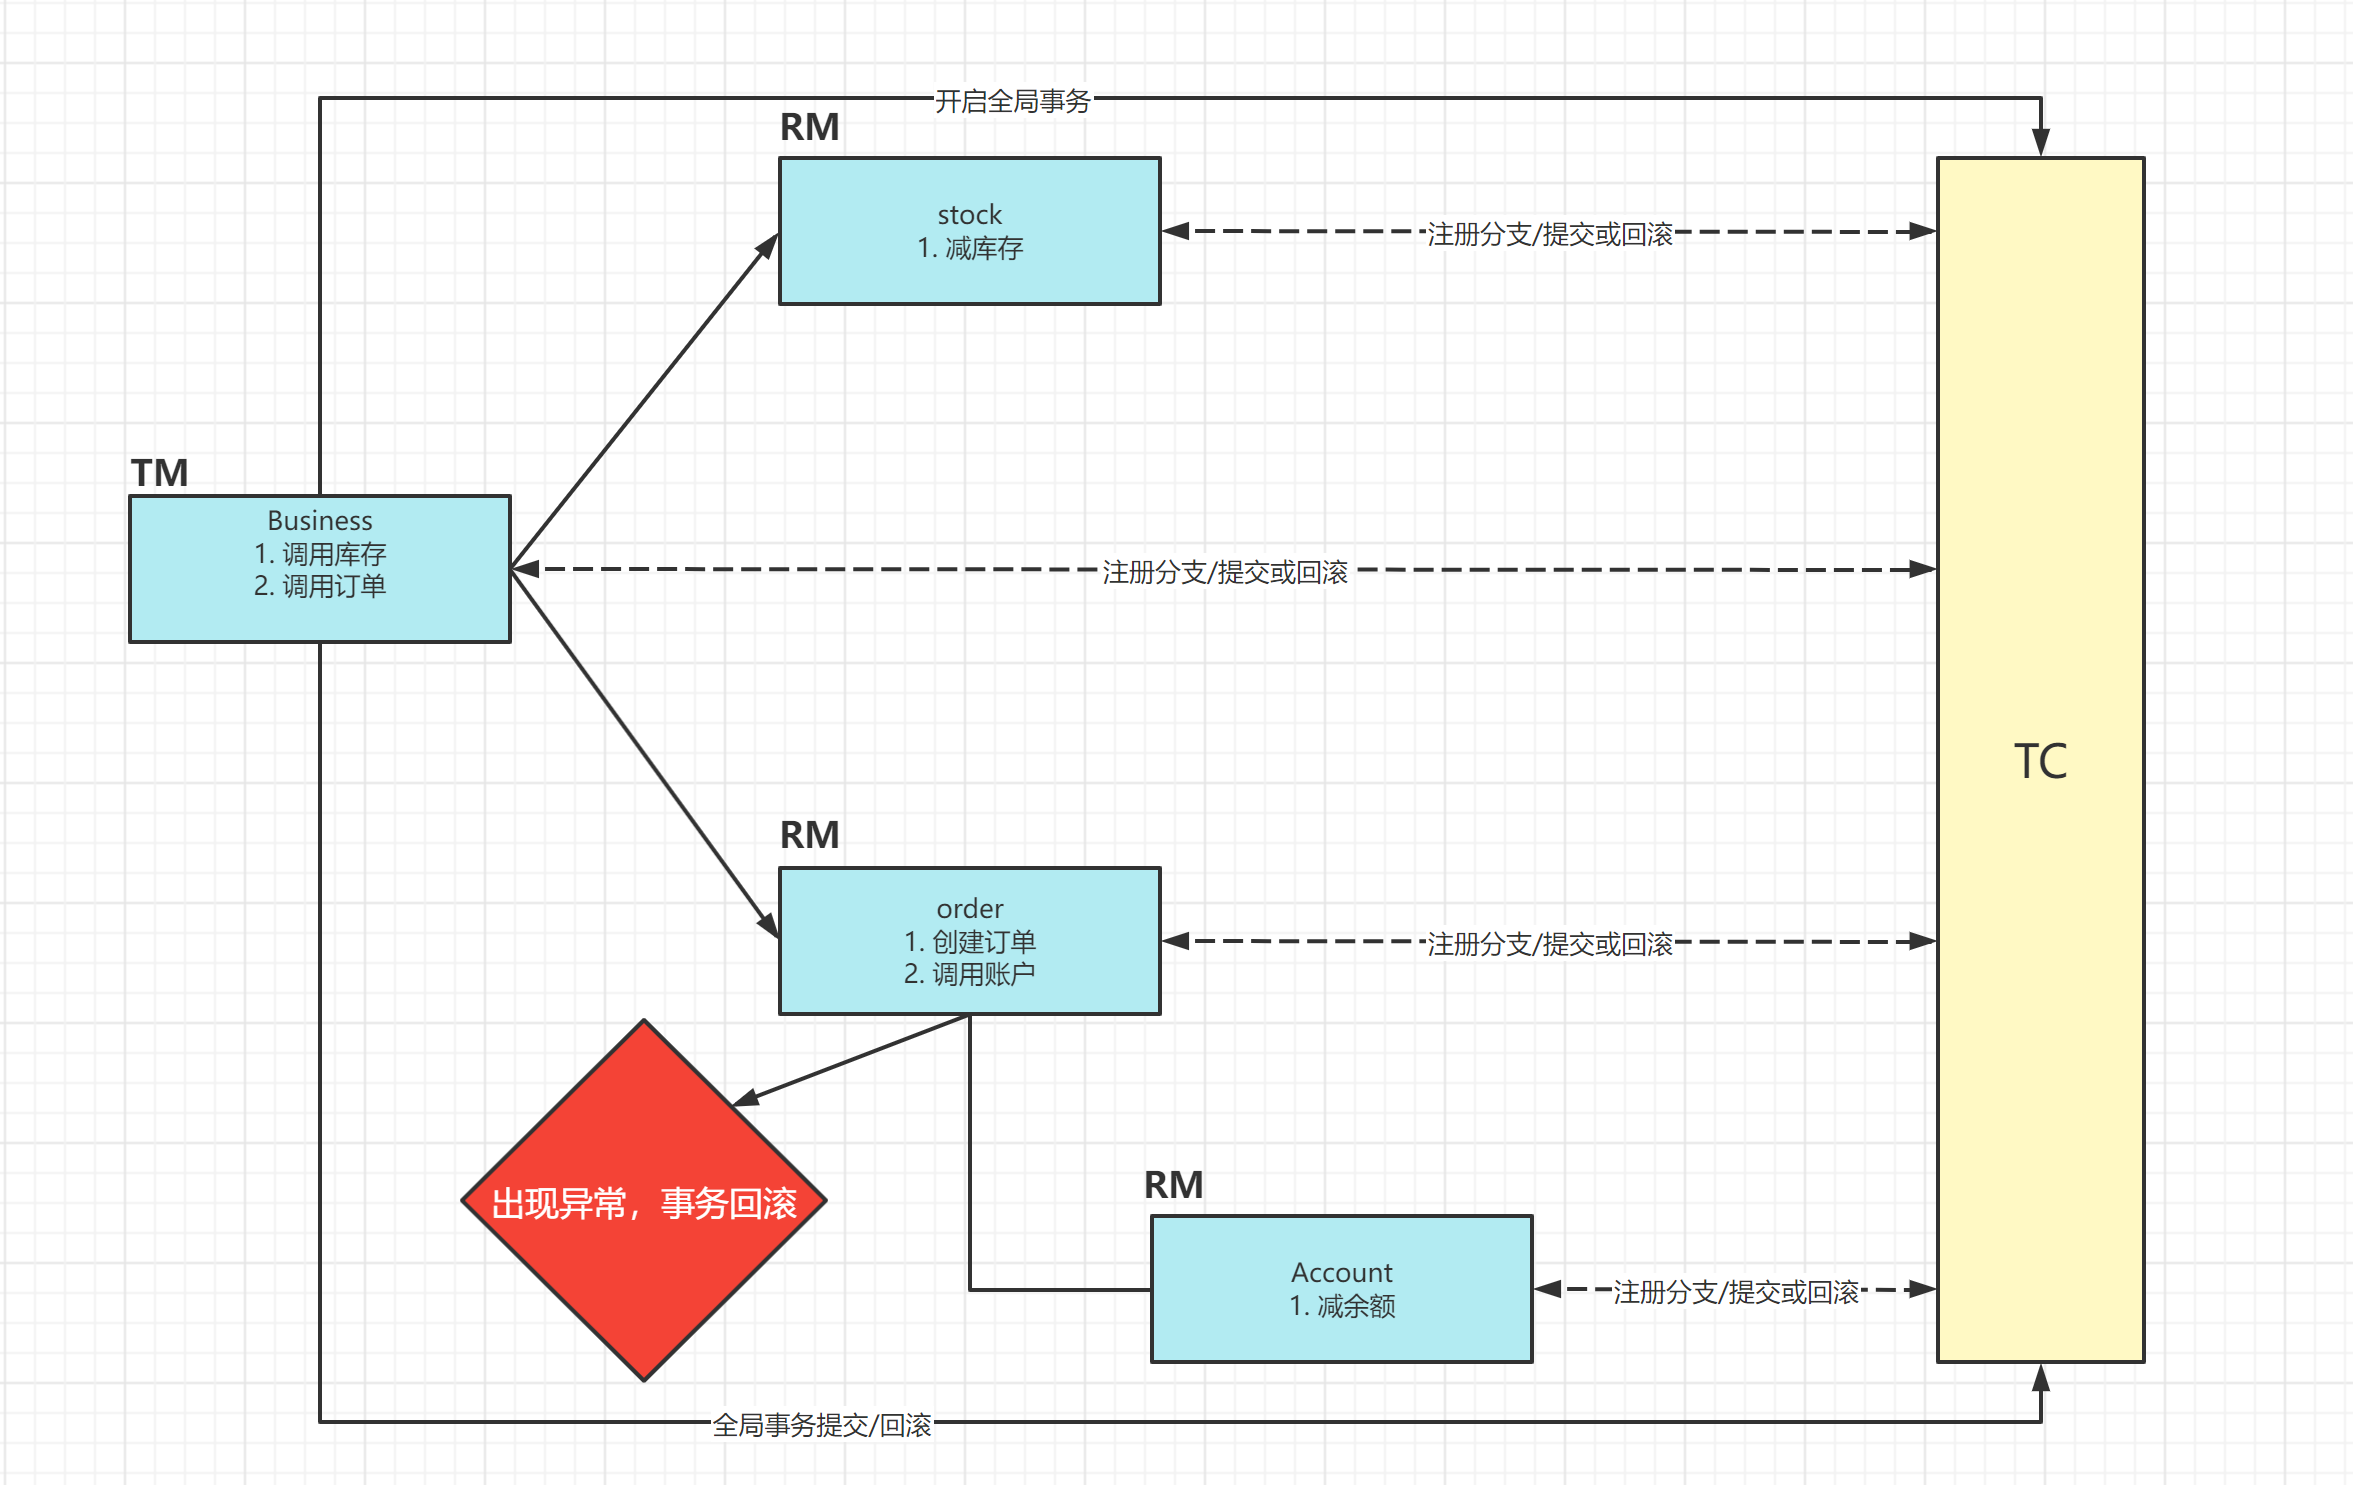 开启全局事务
RM
stock
1. 减库存
注册分支/提交或回滚
TM
Business
1. 调用库存
2. 调用订单
注册分支/提交或回滚
TC
RM
order
1. 创建订单
2. 调用账户
注册分支/提交或回滚
出现异常，事务回滚
RM
Account
1. 减余额
注册分支/提交或回滚
全局事务提交/回滚